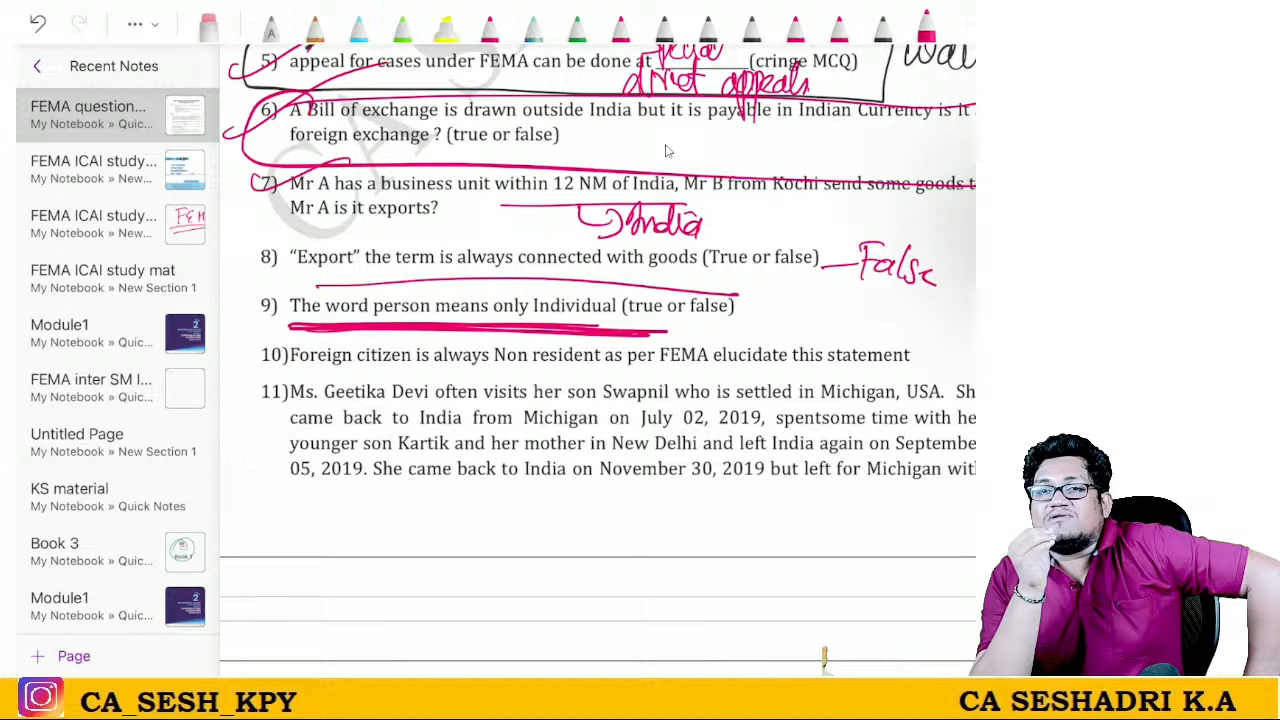 Recent Notes
FEMA question...
My Notebook » Quic...
FEMA ICAI study...
My Notebook » New...
FEMA ICAI study...
My Notebook » New...
FEM
FEMA ICAI study mat
My Notebook » New Section 1
Module1
My Notebook » Quic...
2
FEMA inter SM I...
My Notebook » Quic...
Untitled Page
My Notebook » New Section 1
KS material
My Notebook » Quick Notes
Book 3
My Notebook » Quic...
Book 3
Module1
My Notebook » Quic...
2
+ Page
A
CA
5) appeal for cases under FEMA can be done at ________(cringe MCQ)
appeals
6) A Bill of exchange is drawn outside India but it is payable in Indian Currency is it
foreign exchange ? (true or false)
7) Mr A has a business unit within 12 NM of India, Mr B from Kochi send some goods t
Mr A is it exports?
India
8) “Export” the term is always connected with goods (True or false)
False
9) The word person means only Individual (true or false)
10)Foreign citizen is always Non resident as per FEMA elucidate this statement
11)Ms. Geetika Devi often visits her son Swapnil who is settled in Michigan, USA. Sh
came back to India from Michigan on July 02, 2019, spentsome time with he
younger son Kartik and her mother in New Delhi and left India again on Septembe
05, 2019. She came back to India on November 30, 2019 but left for Michigan wit
CA_SESH_KPY
CA SESHADRI K.A